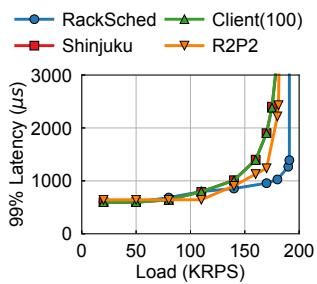 RackSched
Client(100)
Shinjuku
R2P2
3000
2000
1000
0
99% Latency (μs)
0 50 100 150 200
Load (KRPS)